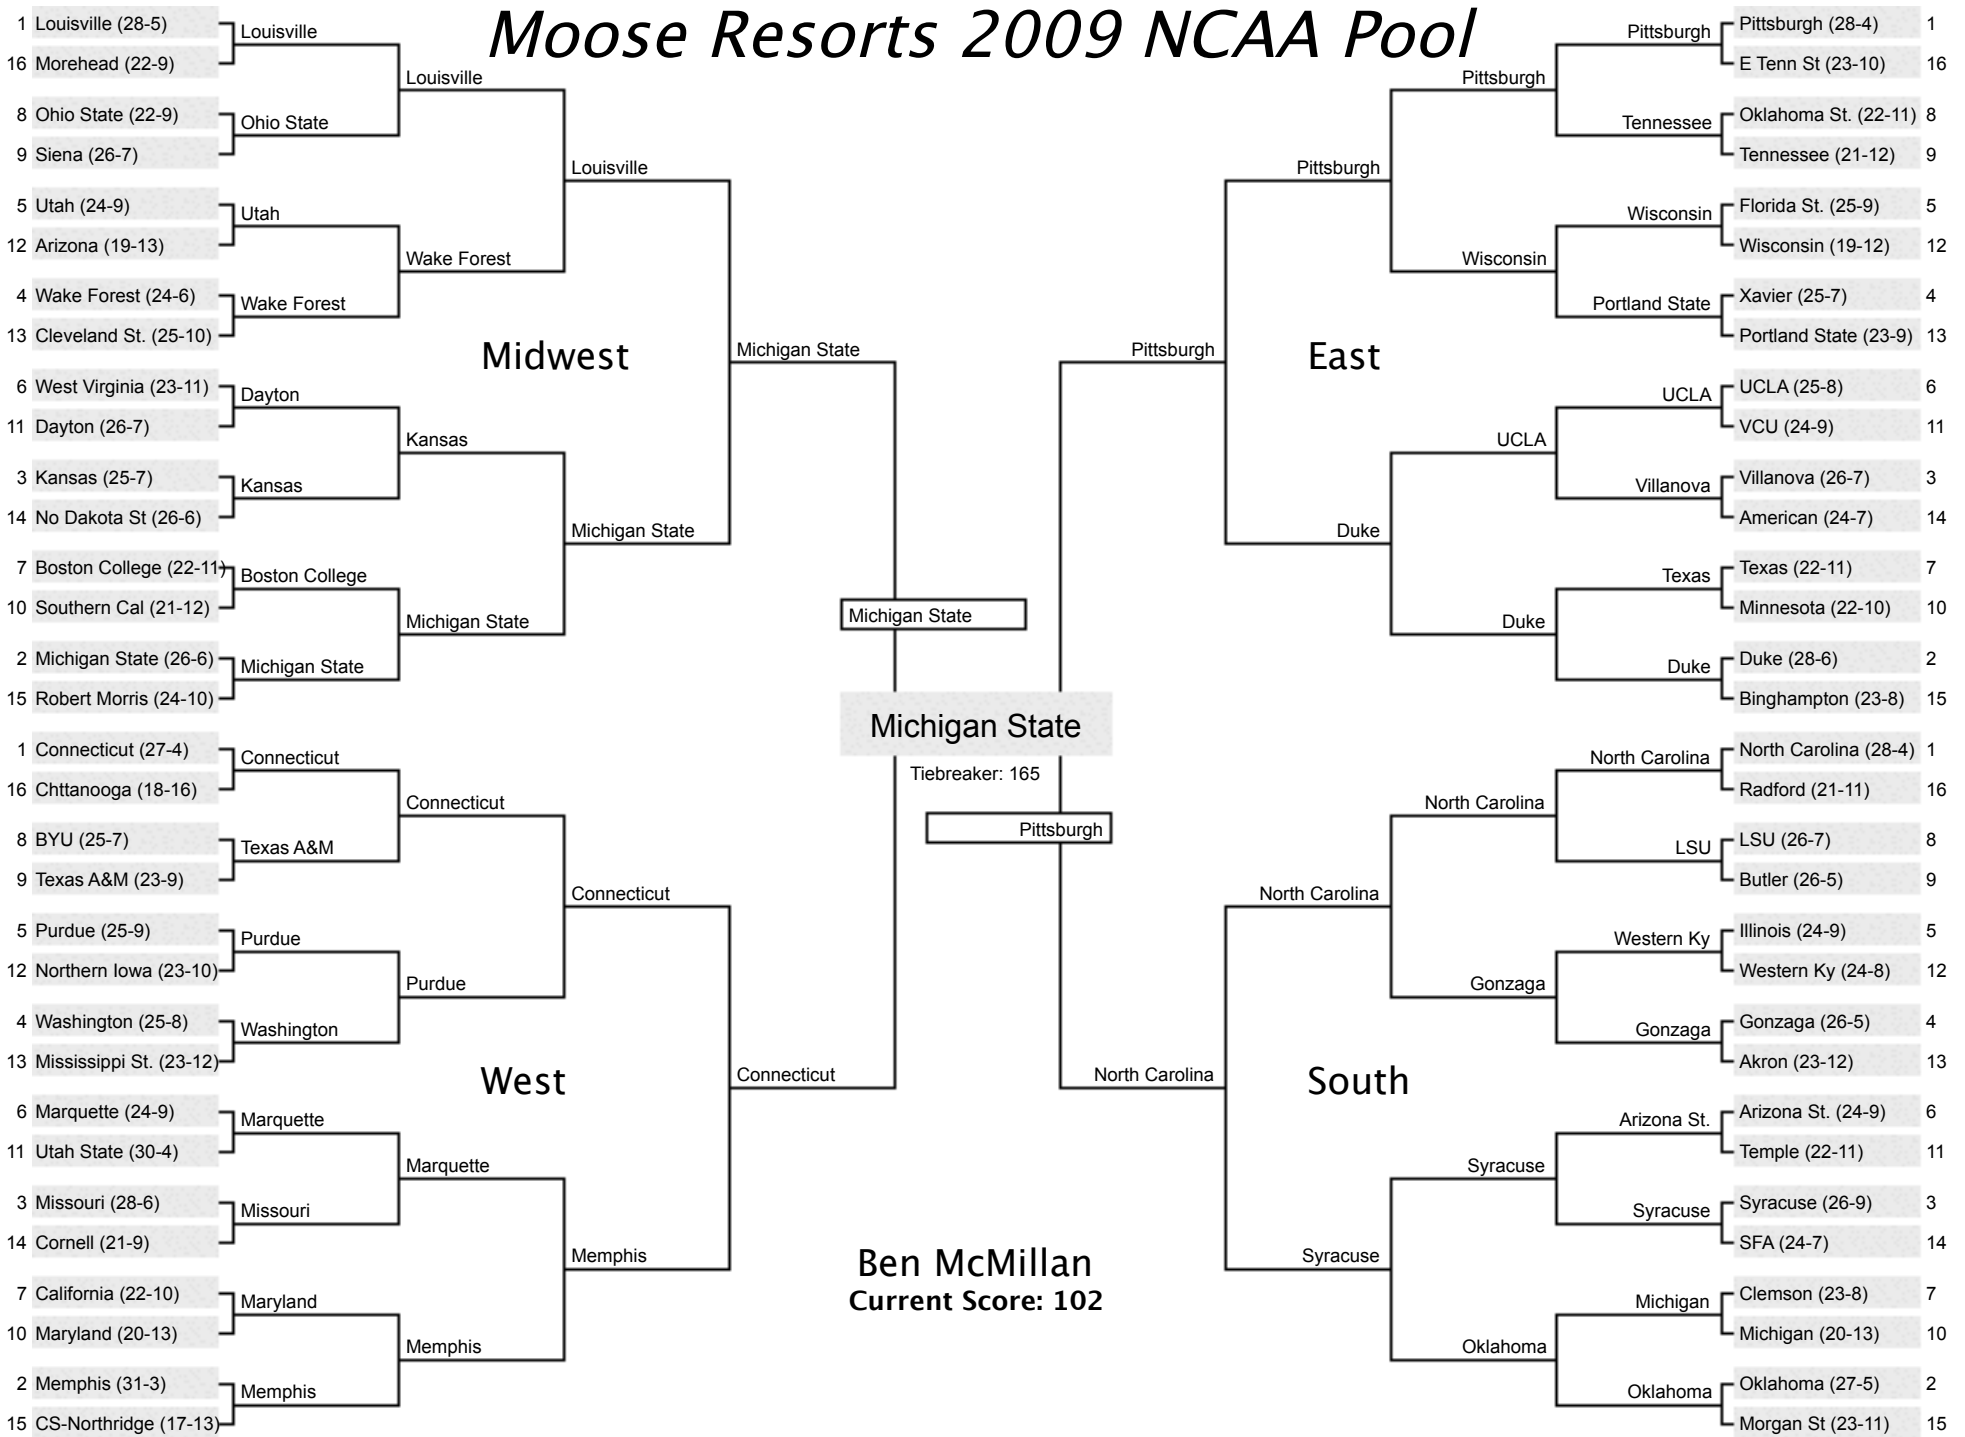 Moose Resorts 2009 NCAA Pool
1 Louisville (28-5)
16 Morehead (22-9)
8 Ohio State (22-9)
9 Siena (26-7)
5 Utah (24-9)
12 Arizona (19-13)
4 Wake Forest (24-6)
13 Cleveland St. (25-10)
6 West Virginia (23-11)
11 Dayton (26-7)
3 Kansas (25-7)
14 No Dakota St (26-6)
7 Boston College (22-11)
10 Southern Cal (21-12)
2 Michigan State (26-6)
15 Robert Morris (24-10)
Louisville
Ohio State
Utah
Wake Forest
Dayton
Kansas
Boston College
Michigan State
Louisville
Wake Forest
Kansas
Michigan State
Louisville
Michigan State
Michigan State
Midwest
1 Connecticut (27-4)
16 Chttanooga (18-16)
8 BYU (25-7)
9 Texas A&M (23-9)
5 Purdue (25-9)
12 Northern Iowa (23-10)
4 Washington (25-8)
13 Mississippi St. (23-12)
6 Marquette (24-9)
11 Utah State (30-4)
3 Missouri (28-6)
14 Cornell (21-9)
7 California (22-10)
10 Maryland (20-13)
2 Memphis (31-3)
15 CS-Northridge (17-13)
Connecticut
Texas A&M
Purdue
Washington
Marquette
Missouri
Maryland
Memphis
Connecticut
Purdue
Marquette
Memphis
Connecticut
Memphis
Connecticut
West
Michigan State
Michigan State
Tiebreaker: 165
Pittsburgh
Ben McMillan
Current Score: 102
Pittsburgh (28-4) 1
E Tenn St (23-10) 16
Oklahoma St. (22-11) 8
Tennessee (21-12) 9
Florida St. (25-9) 5
Wisconsin (19-12) 12
Xavier (25-7) 4
Portland State (23-9) 13
UCLA (25-8) 6
VCU (24-9) 11
Villanova (26-7) 3
American (24-7) 14
Texas (22-11) 7
Minnesota (22-10) 10
Duke (28-6) 2
Binghampton (23-8) 15
Pittsburgh
Tennessee
Wisconsin
Portland State
UCLA
Villanova
Texas
Duke
Pittsburgh
Wisconsin
UCLA
Duke
Pittsburgh
Duke
Pittsburgh
East
North Carolina (28-4) 1
Radford (21-11) 16
LSU (26-7) 8
Butler (26-5) 9
Illinois (24-9) 5
Western Ky (24-8) 12
Gonzaga (26-5) 4
Akron (23-12) 13
Arizona St. (24-9) 6
Temple (22-11) 11
Syracuse (26-9) 3
SFA (24-7) 14
Clemson (23-8) 7
Michigan (20-13) 10
Oklahoma (27-5) 2
Morgan St (23-11) 15
North Carolina
LSU
Western Ky
Gonzaga
Arizona St.
Syracuse
Michigan
Oklahoma
North Carolina
Gonzaga
Syracuse
Oklahoma
North Carolina
Syracuse
North Carolina
South